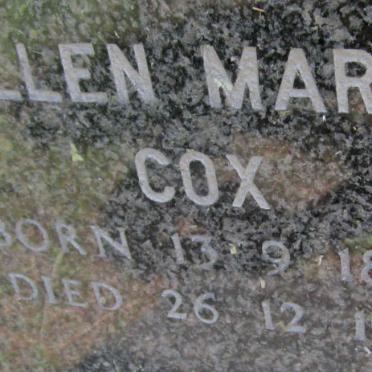 LLEN MAR
COX
BORN 13 9 18
DIED 26 12 1